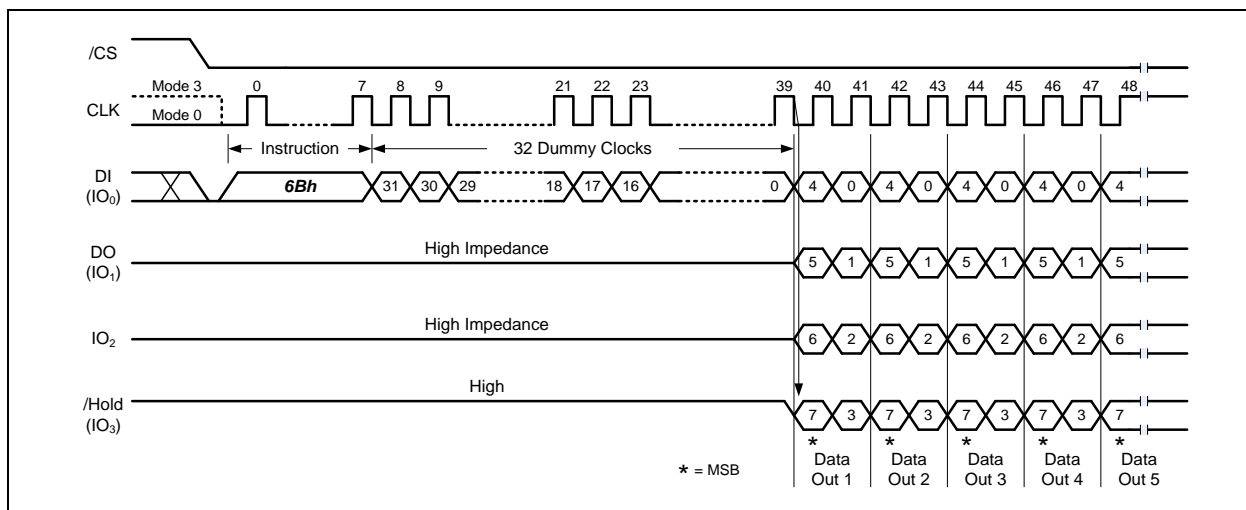 /CS
Mode 3 0 7 8 9 21 22 23 39 40 41 42 43 44 45 46 47 48
CLK
Mode 0
Instruction 32 Dummy Clocks
DI
(IO0) 6Bh 31 30 29 18 17 16 0 4 0 4 0 4 0 4 0 4
High Impedance
DO
(IO1) 5 1 5 1 5 1 5 1 5
High Impedance
IO2 6 2 6 2 6 2 6 2 6
High
/Hold
(IO3) 7 3 7 3 7 3 7 3 7
* * * * *
* = MSB
Data Data Data Data Data
Out 1 Out 2 Out 3 Out 4 Out 5